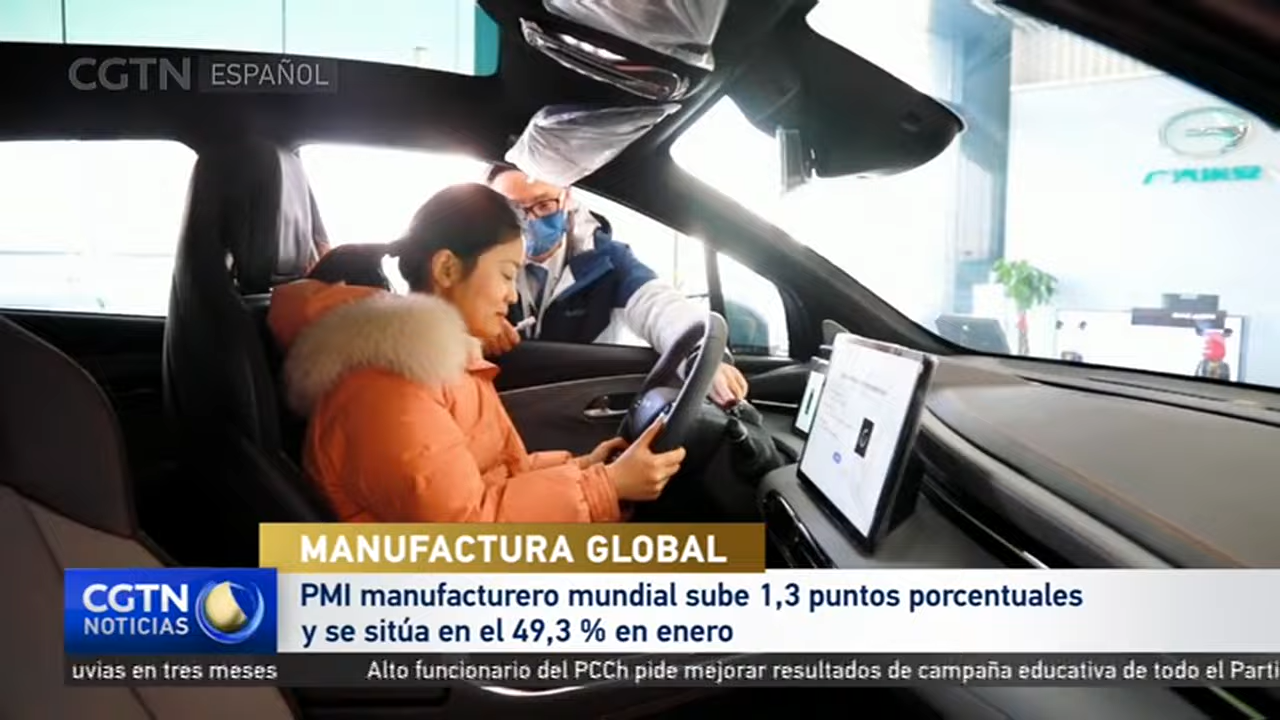 CGTN ESPAÑOL
MANUFACTURA GLOBAL
CGTN
NOTICIAS
PMI manufacturero mundial sube 1,3 puntos porcentuales
y se sitúa en el 49,3 % en enero
uvias en tres meses Alto funcionario del PCCh pide mejorar resultados de campaña educativa de todo el Parti